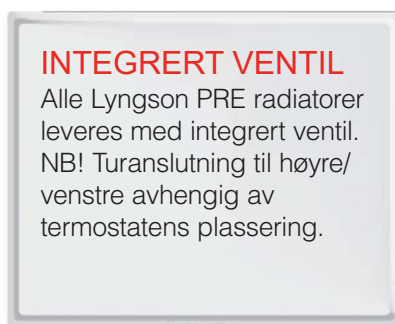 INTEGRERT VENTIL
Alle Lyngson PRE radiatorer
leveres med integrert ventil.
NB! Turanslutning til høyre/
venstre avhengig av
termostatens plassering.